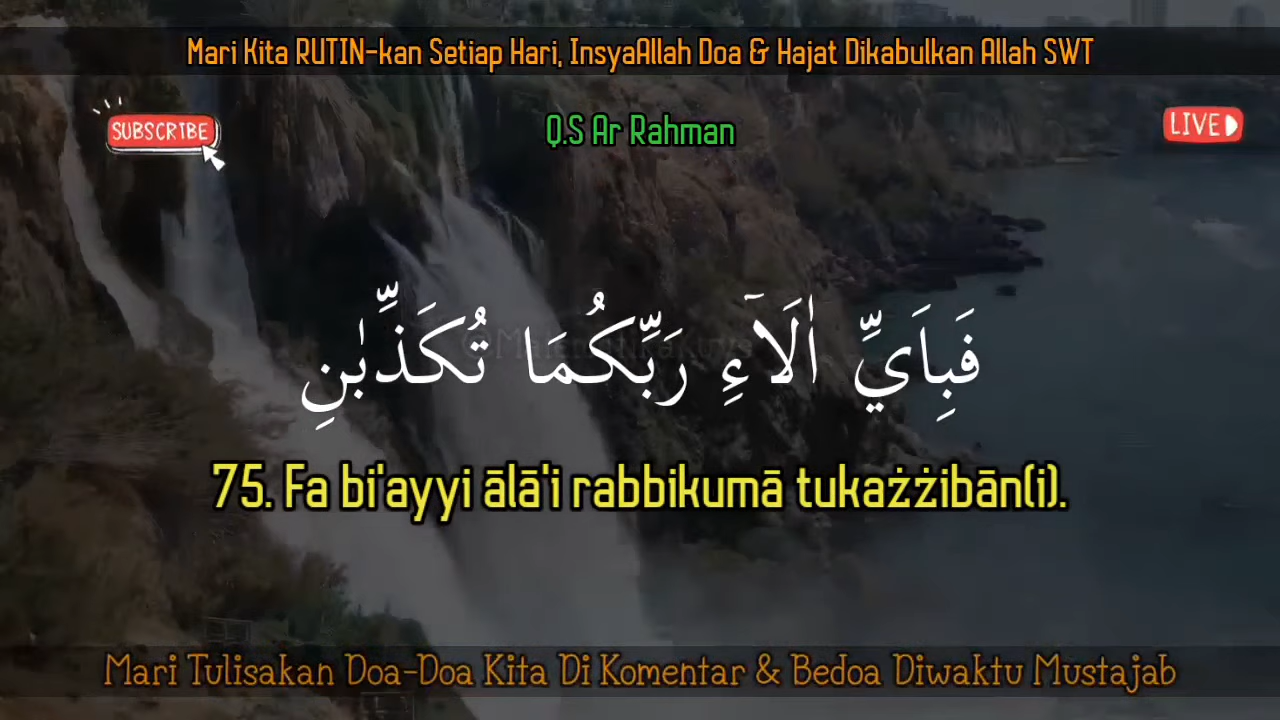 Mari Kita RUTIN-kan Setiap Hari, InsyaAllah Doa & Hajat Dikabulkan Allah SWT
SUBSCRIBE
Q.S Ar Rahman
LIVE
فَبِاَيِّ اٰلَاۤءِ رَبِّكُمَا تُكَذِّبٰنِ
75. Fa bi'ayyi ālā'i rabbikumā tukażżibān(i).
Mari Tulisakan Doa-Doa Kita Di Komentar & Bedoa Diwaktu Mustajab